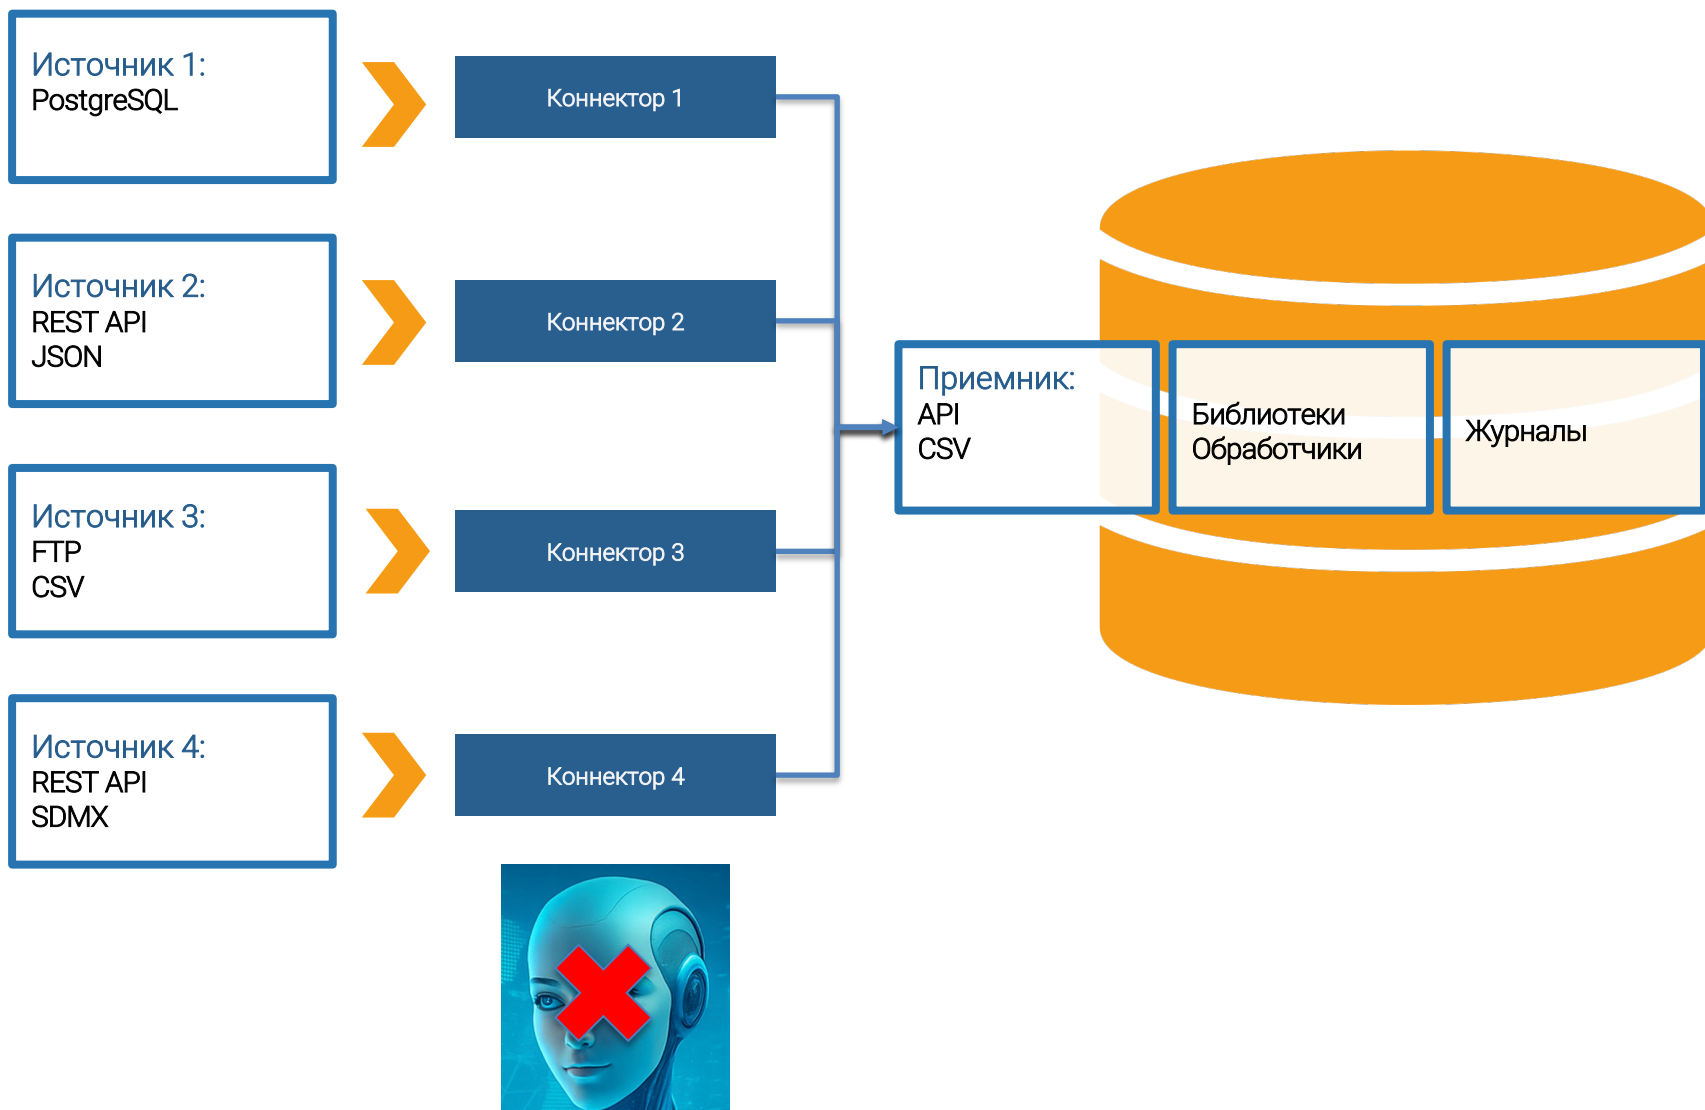 Источник 1:
PostgreSQL
Коннектор 1
Источник 2:
REST API
JSON
Коннектор 2
Источник 3:
FTP
CSV
Коннектор 3
Источник 4:
REST API
SDMX
Коннектор 4
Приемник:
API
CSV
Библиотеки
Обработчики
Журналы